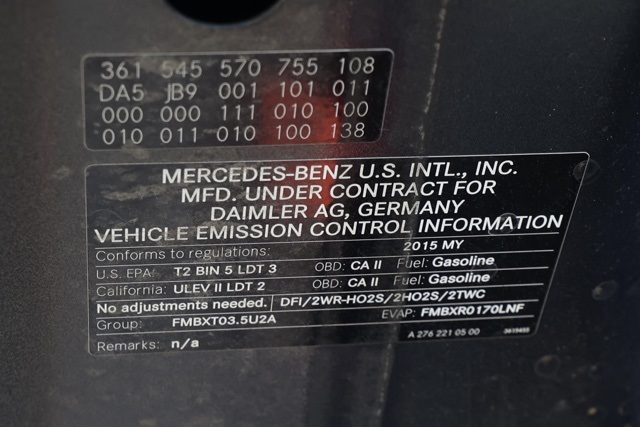 361 545 570 755 108
DA5 JB9 001 101 011
000 000 111 010 100
010 011 010 100 138
MERCEDES-BENZ U.S. INTL., INC.
MFD. UNDER CONTRACT FOR
DAIMLER AG, GERMANY
VEHICLE EMISSION CONTROL INFORMATION
Conforms to regulations: 2015 MY
U.S. EPA: T2 BIN 5 LDT 3 OBD: CA II Fuel: Gasoline
California: ULEV II LDT 2 OBD: CA II Fuel: Gasoline
No adjustments needed. DFI/2WR-HO2S/2HO2S/2TWC
Group: FMBXT03.5U2A EVAP: FMBXR0170LNF
Remarks: n/a A 276 221 05 00